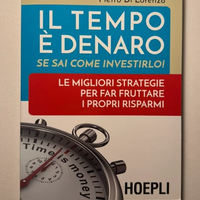 Pietro Di Lorenzo
IL TEMPO
È DENARO
SE SAI COME INVESTIRLO!
LE MIGLIORI STRATEGIE
PER FAR FRUTTARE
I PROPRI RISPARMI
Time is money
HOEPLI